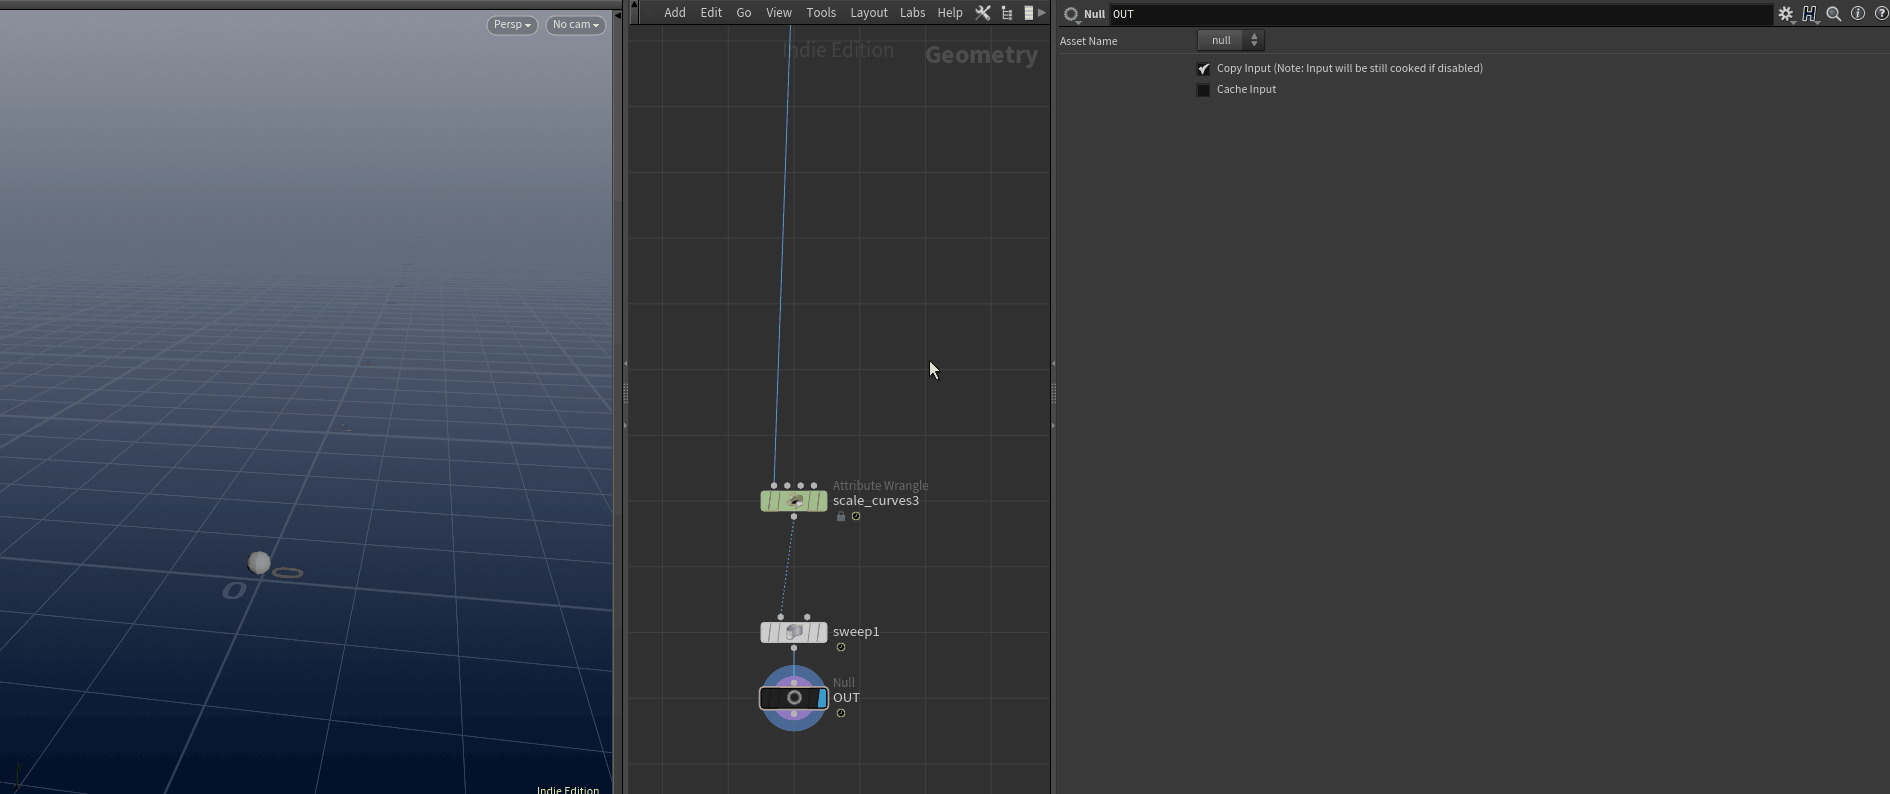 Persp
No cam
Add Edit Go View Tools Layout Labs Help
Indie Edition
Geometry
Null OUT
Asset Name null
Copy Input (Note: Input will be still cooked if disabled)
Cache Input
Attribute Wrangle
scale_curves3
sweep1
Null
OUT
0
Indie Edition